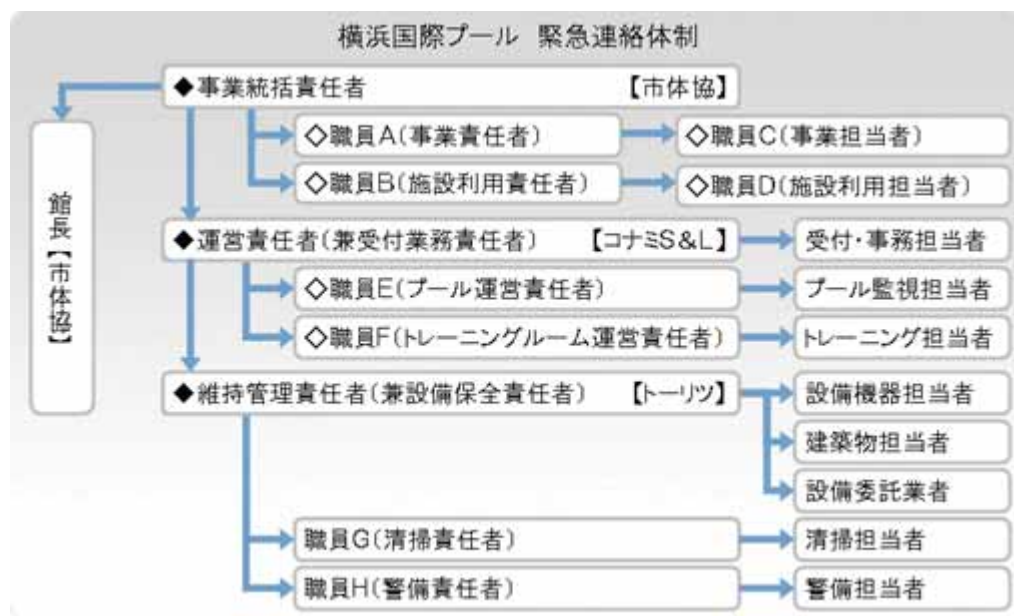 横浜国際プール 緊急連絡体制
◆事業統括責任者 【市体協】
◇職員A(事業責任者) ◇職員C(事業担当者)
◇職員B(施設利用責任者) ◇職員D(施設利用担当者)
館長【市体協】
◆運営責任者(兼受付業務責任者) 【コナミS&L】 受付・事務担当者
◇職員E(プール運営責任者) プール監視担当者
◇職員F(トレーニングルーム運営責任者) トレーニング担当者
◆維持管理責任者(兼設備保全責任者) 【トーリツ】 設備機器担当者
建築物担当者
設備委託業者
職員G(清掃責任者) 清掃担当者
職員H(警備責任者) 警備担当者